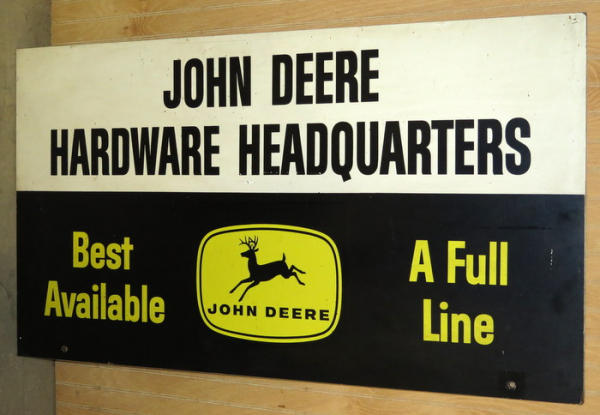 JOHN DEERE
HARDWARE HEADQUARTERS
Best
Available
JOHN DEERE
A Full
Line